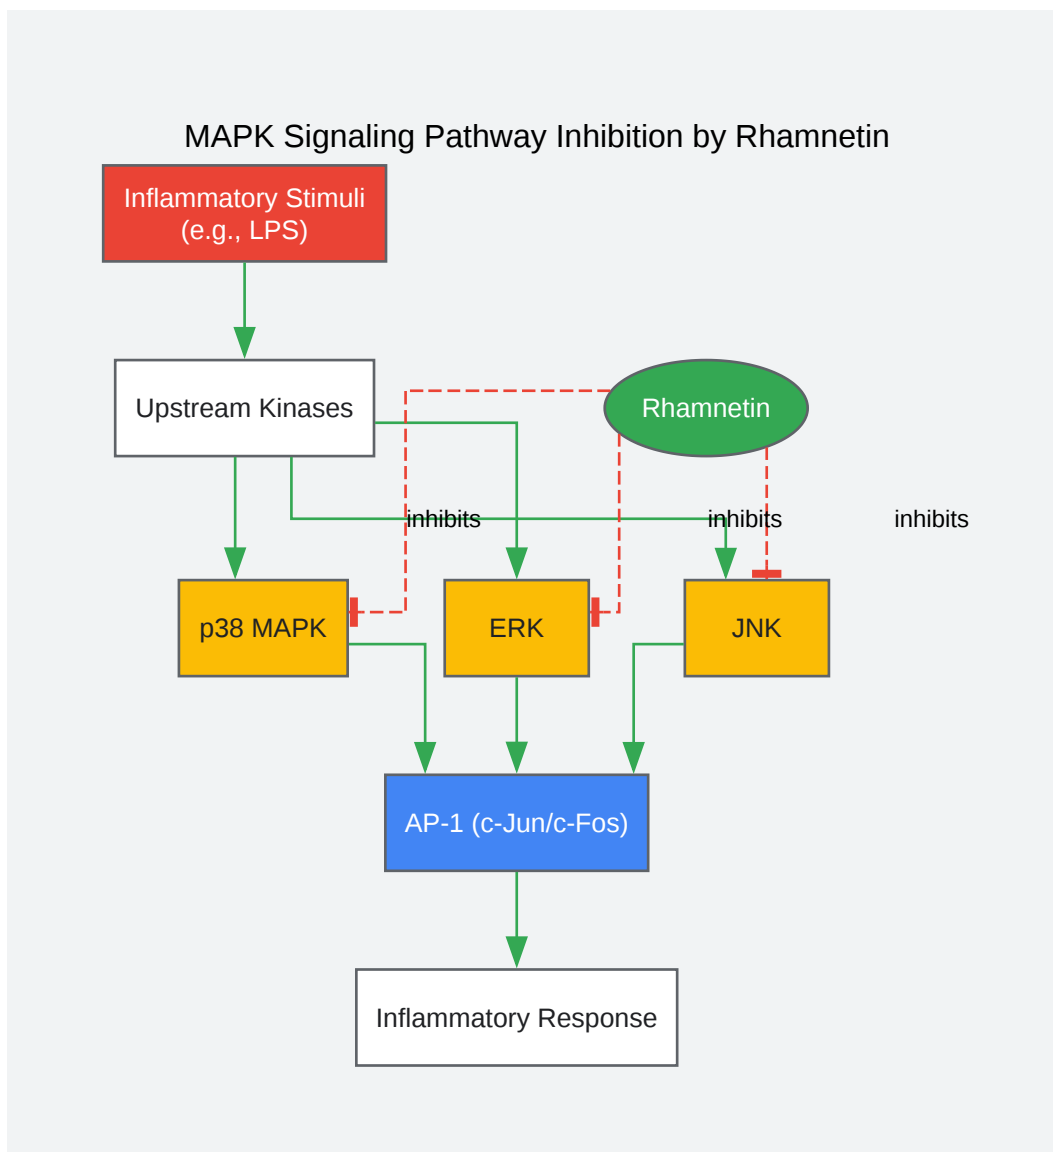 MAPK Signaling Pathway Inhibition by Rhamnetin
Inflammatory Stimuli
(e.g., LPS)
Upstream Kinases
Rhamnetin
inhibits
inhibits
inhibits
p38 MAPK
ERK
JNK
AP-1 (c-Jun/c-Fos)
Inflammatory Response